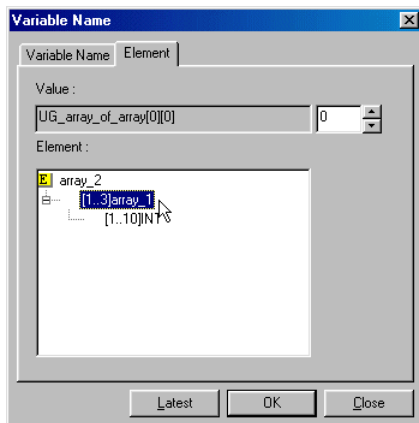 Variable Name
Variable Name Element
Value :
UG_array_of_array[0][0] 0
Element :
E array_2
[1..3]array_1
[1..10]INT
Latest OK Close